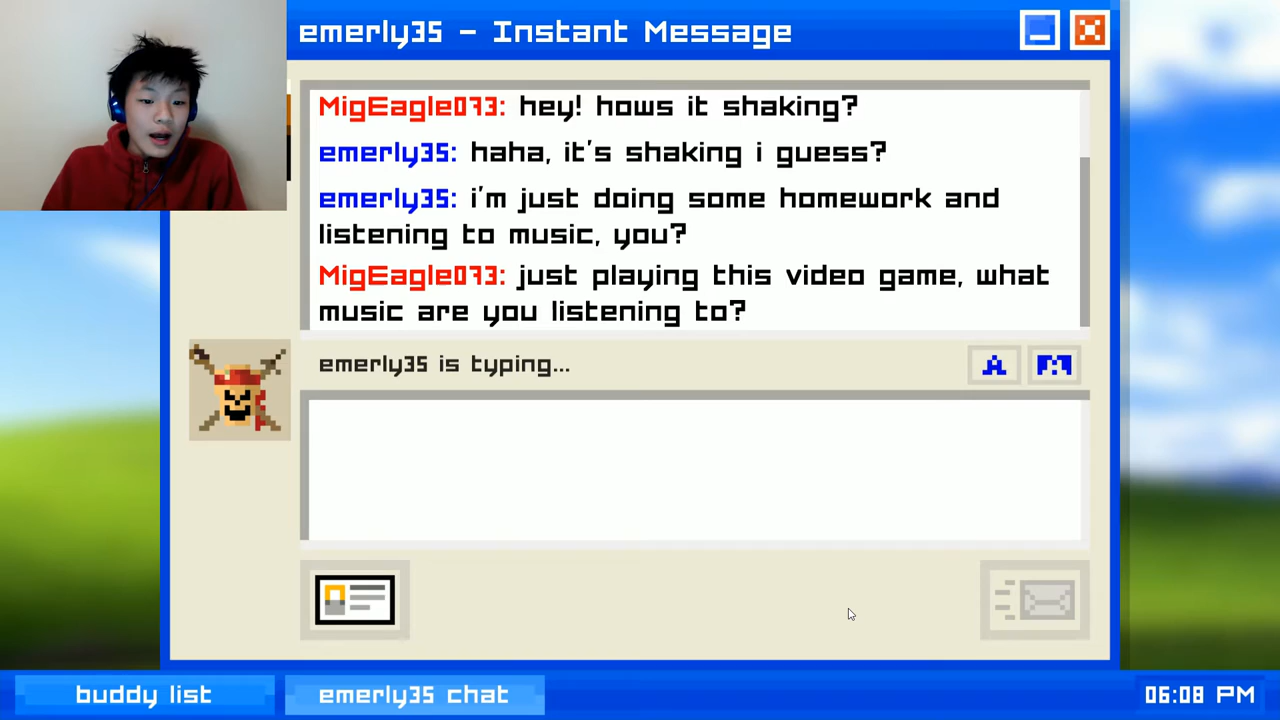 emerly35 - Instant Message
MigEagle073: hey! hows it shaking?
emerly35: haha, it's shaking i guess?
emerly35: i'm just doing some homework and
listening to music, you?
MigEagle073: just playing this video game, what
music are you listening to?
emerly35 is typing...
A
buddy list
emerly35 chat
06:08 PM